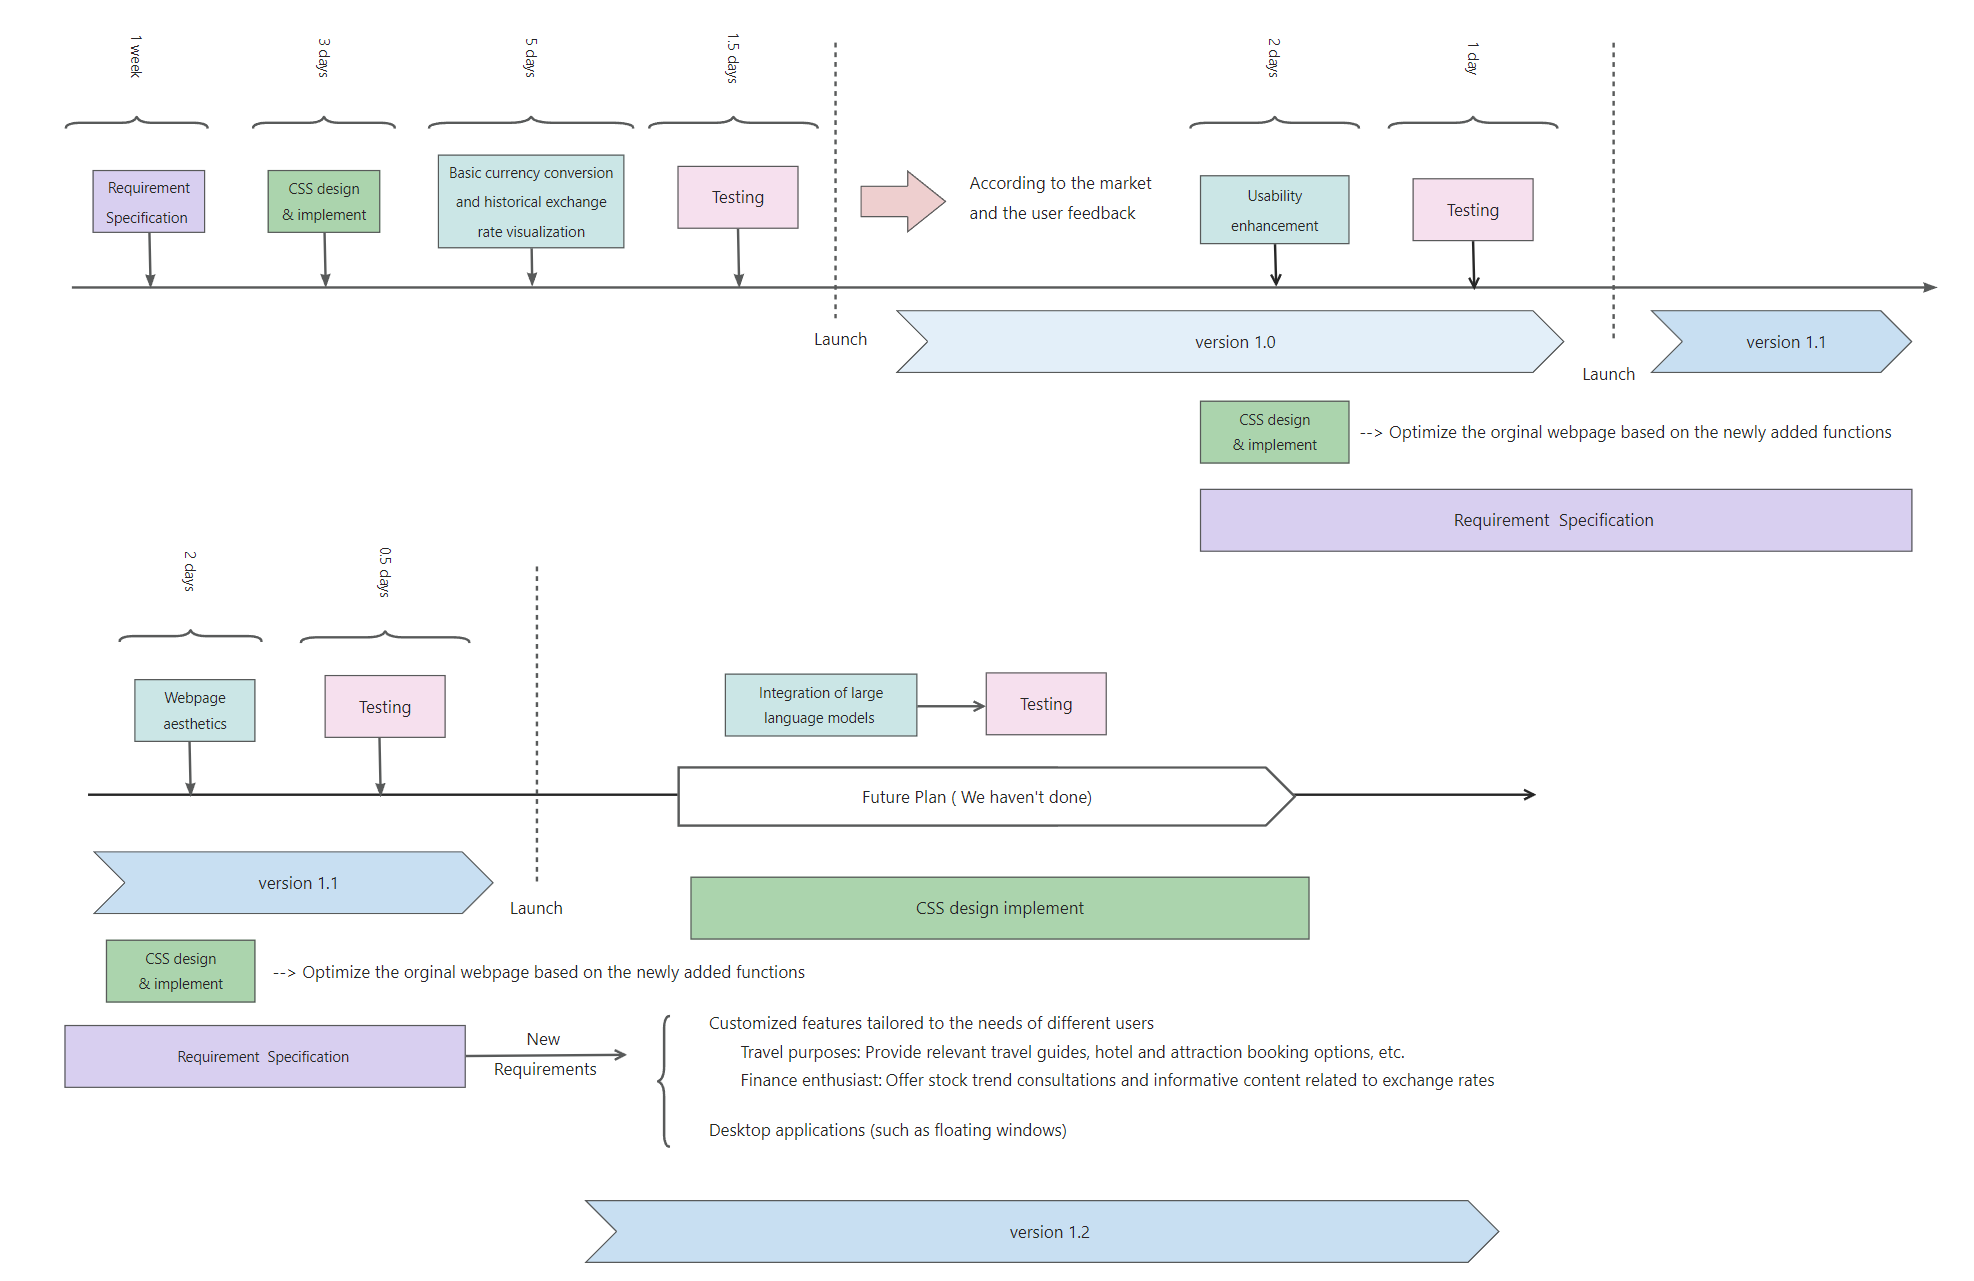 1 week
3 days
5 days
1.5 days
2 days
1 day
Requirement
Specification
CSS design
& implement
Basic currency conversion
and historical exchange
rate visualization
Testing
According to the market
and the user feedback
Usability
enhancement
Testing
Launch
version 1.0
Launch
version 1.1
CSS design
& implement
--> Optimize the orginal webpage based on the newly added functions
Requirement Specification
2 days
0.5 days
Webpage
aesthetics
Testing
Integration of large
language models
Testing
Future Plan ( We haven't done)
version 1.1
Launch
CSS design implement
CSS design
& implement
--> Optimize the orginal webpage based on the newly added functions
Requirement Specification
New
Requirements
Customized features tailored to the needs of different users
Travel purposes: Provide relevant travel guides, hotel and attraction booking options, etc.
Finance enthusiast: Offer stock trend consultations and informative content related to exchange rates
Desktop applications (such as floating windows)
version 1.2